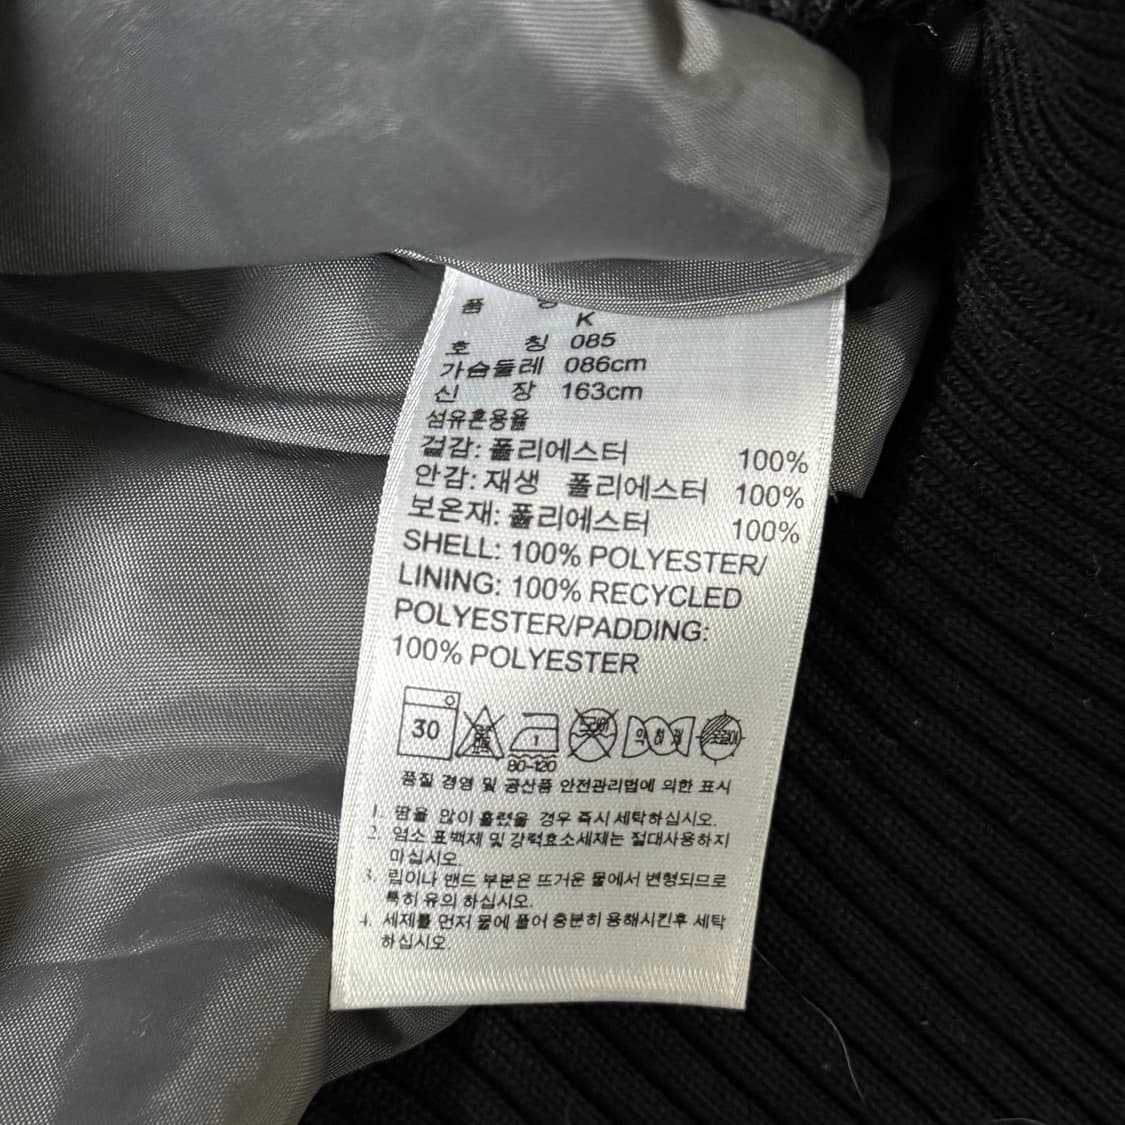 품 명
K
호 칭 085
가슴둘레 086cm
신 장 163cm
섬유혼용율
겉감: 폴리에스터 100%
안감: 재생 폴리에스터 100%
보온재: 폴리에스터 100%
SHELL: 100% POLYESTER/
LINING: 100% RECYCLED
POLYESTER/PADDING:
100% POLYESTER
30 1 약 하 게
80-120
품질 경영 및 공산품 안전관리법에 의한 표시
1. 땀을 많이 흘렸을 경우 즉시 세탁하십시오.
2. 염소 표백제 및 강력효소세제는 절대사용하지
마십시오.
3. 립이나 밴드 부분은 뜨거운 물에서 변형되므로
특히 유의 하십시오.
4. 세제를 먼저 물에 풀어 충분히 용해시킨후 세탁
하십시오.